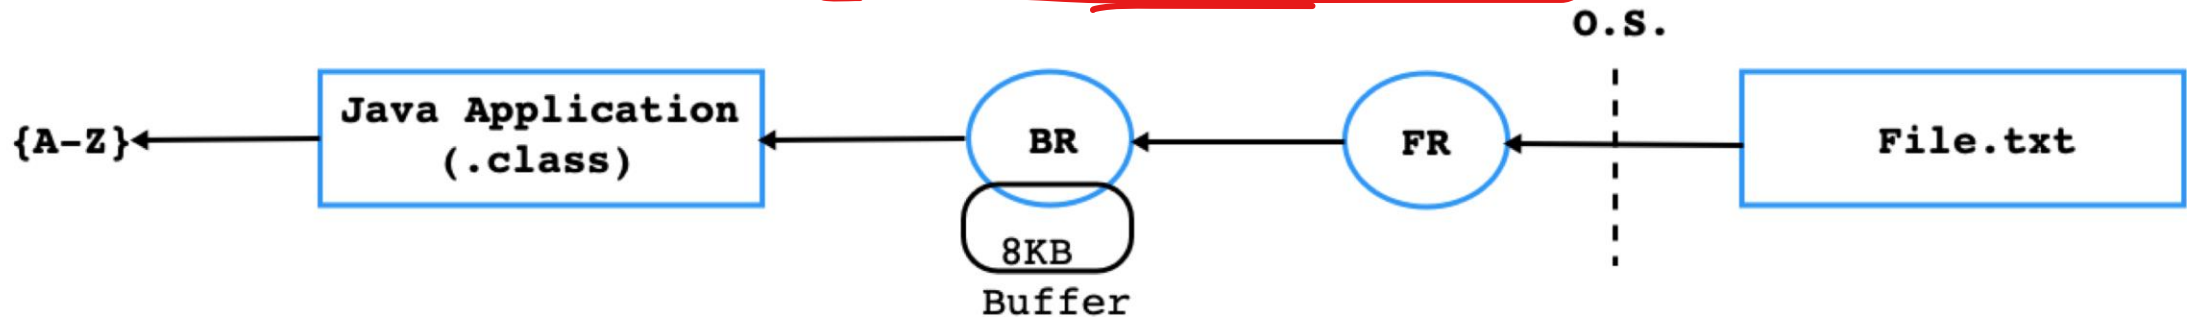 O.S.
{A-Z}
Java Application
(.class)
BR
FR
File.txt
8KB
Buffer